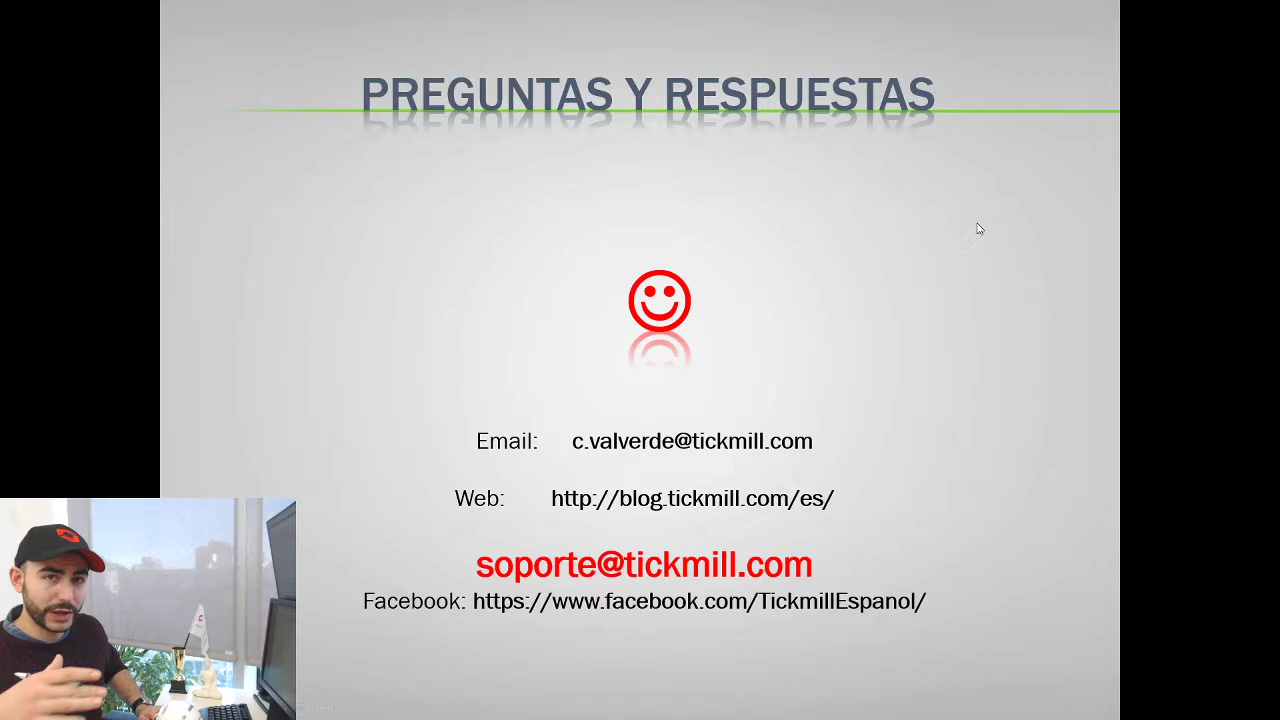 PREGUNTAS Y RESPUESTAS
Email: c.valverde@tickmill.com
Web: http://blog.tickmill.com/es/
soporte@tickmill.com
Facebook: https://www.facebook.com/TickmillEspanol/